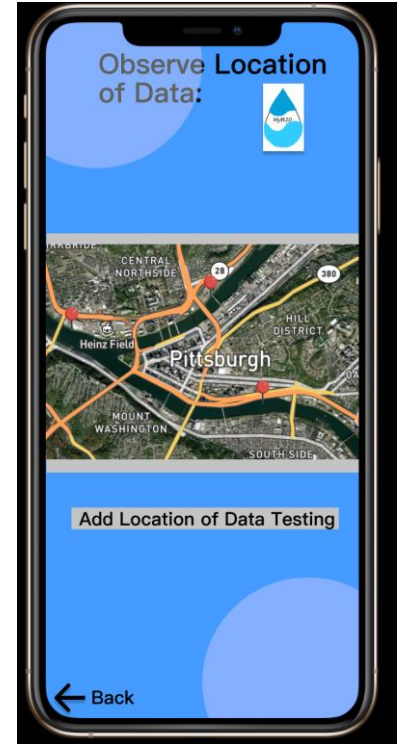 Observe Location
of Data:
MyH2O
CENTRAL
NORTHSIDE
28
380
HILL
DISTRICT
Heinz Field
Pittsburgh
MOUNT
WASHINGTON
SOUTH SIDE
Add Location of Data Testing
Back